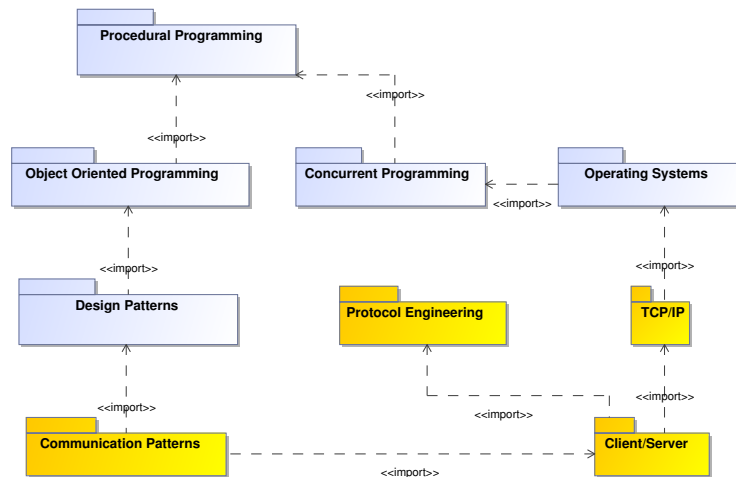 Procedural Programming
<<import>>
<<import>>
Object Oriented Programming
Concurrent Programming
Operating Systems
<<import>>
<<import>>
<<import>>
Design Patterns
Protocol Engineering
TCP/IP
<<import>>
<<import>>
<<import>>
Communication Patterns
Client/Server
<<import>>